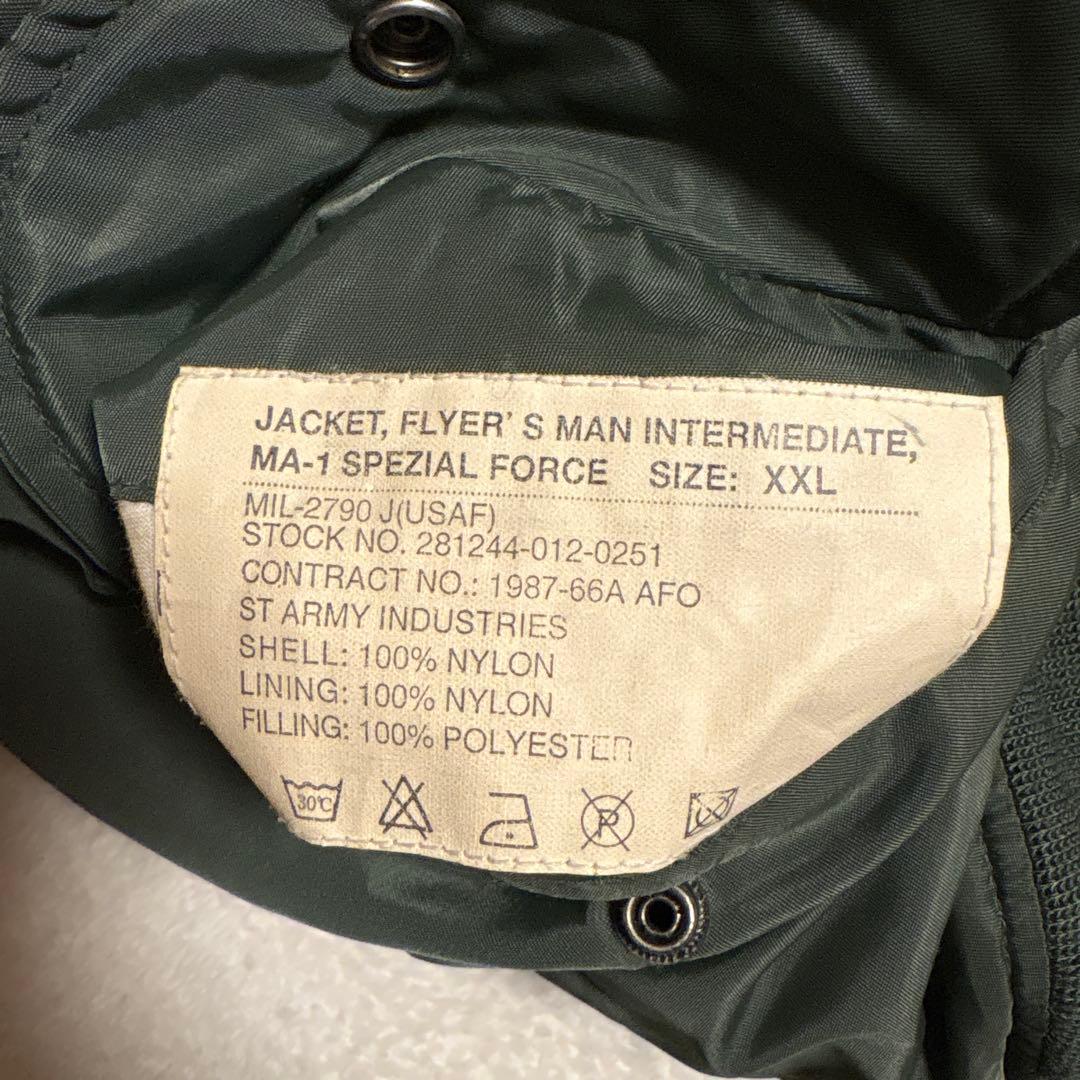 JACKET, FLYER' S MAN INTERMEDIATE,
MA-1 SPEZIAL FORCE SIZE: XXL
MIL-2790 J(USAF)
STOCK NO. 281244-012-0251
CONTRACT NO.: 1987-66A AFO
ST ARMY INDUSTRIES
SHELL: 100% NYLON
LINING: 100% NYLON
FILLING: 100% POLYESTER
30°C P